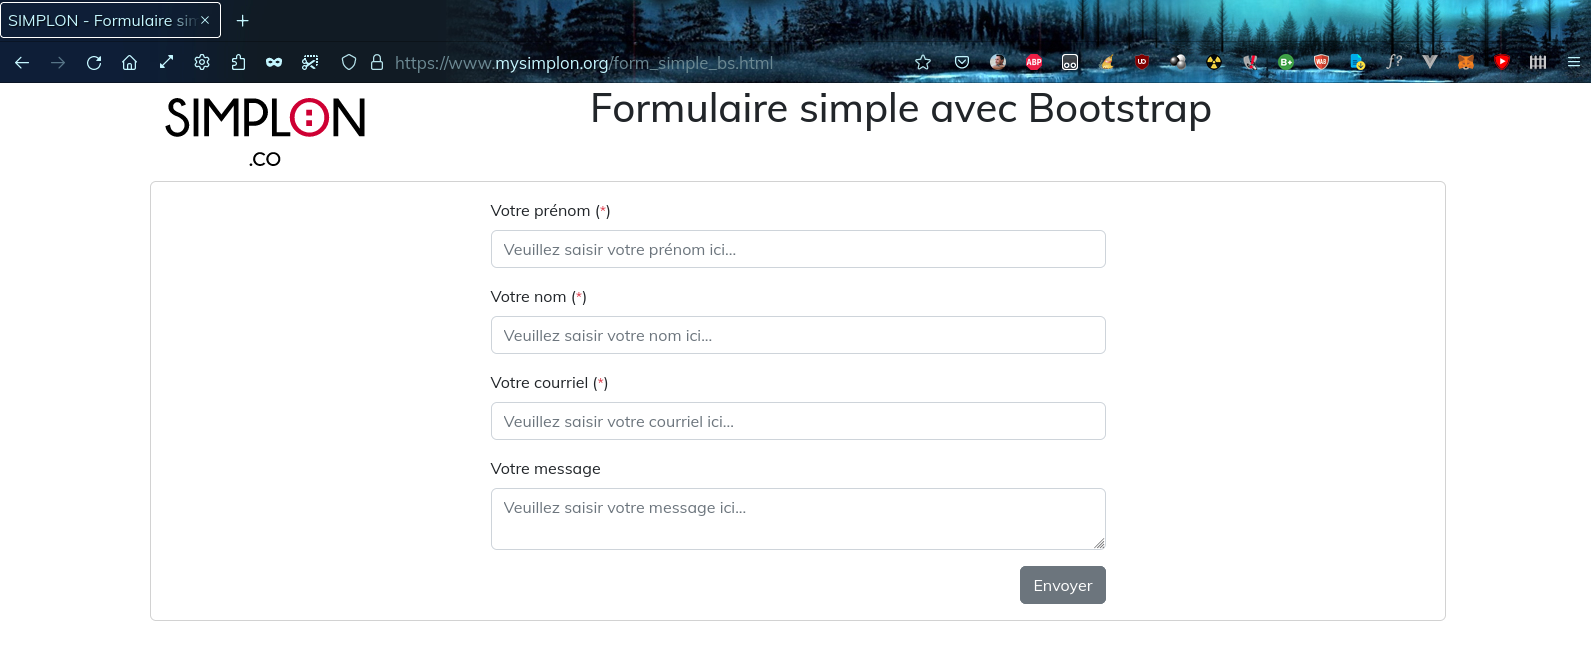 SIMPLON - Formulaire sin
https://www.mysimplon.org/form_simple_bs.html
SIMPLON
.CO
Formulaire simple avec Bootstrap
Votre prénom (*)
Veuillez saisir votre prénom ici...
Votre nom (*)
Veuillez saisir votre nom ici...
Votre courriel (*)
Veuillez saisir votre courriel ici...
Votre message
Veuillez saisir votre message ici...
Envoyer